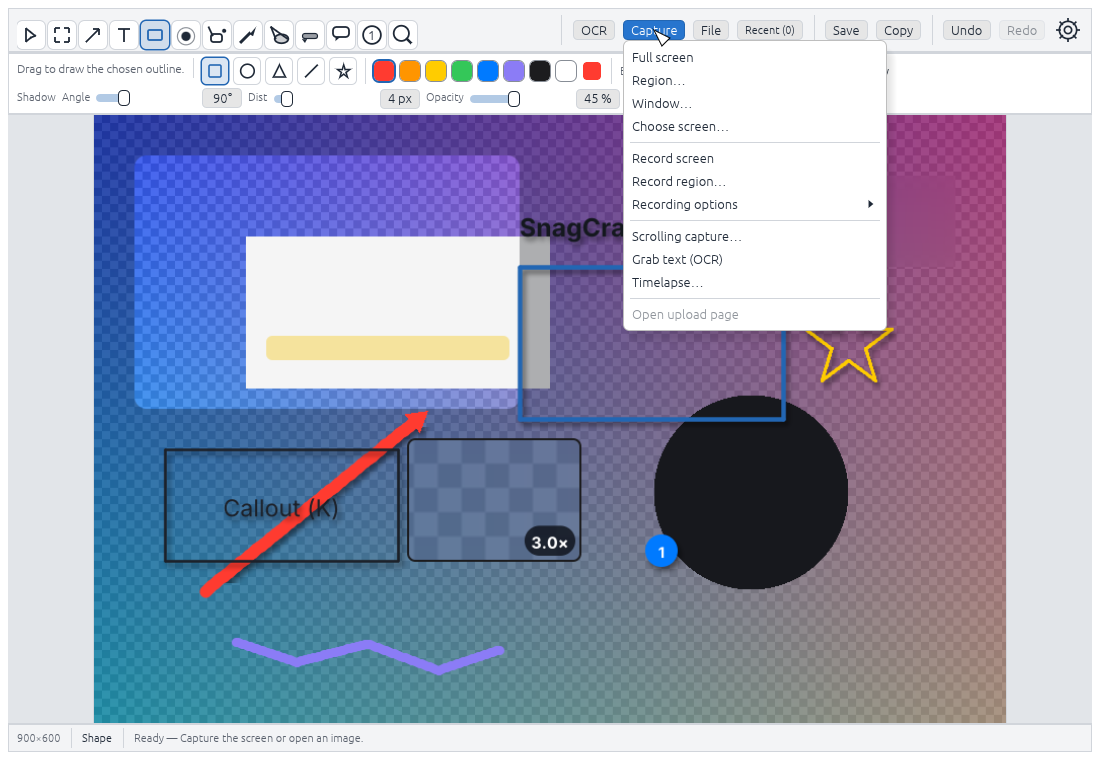 OCR Capture File Recent (0) Save Copy Undo Redo
Drag to draw the chosen outline.
Shadow Angle 90° Dist 4 px Opacity 45 %
Full screen
Region…
Window…
Choose screen…
Record screen
Record region…
Recording options
Scrolling capture…
Grab text (OCR)
Timelapse…
Open upload page
SnagCra
Callout (K)
3.0×
1
1
900×600 Shape Ready — Capture the screen or open an image.